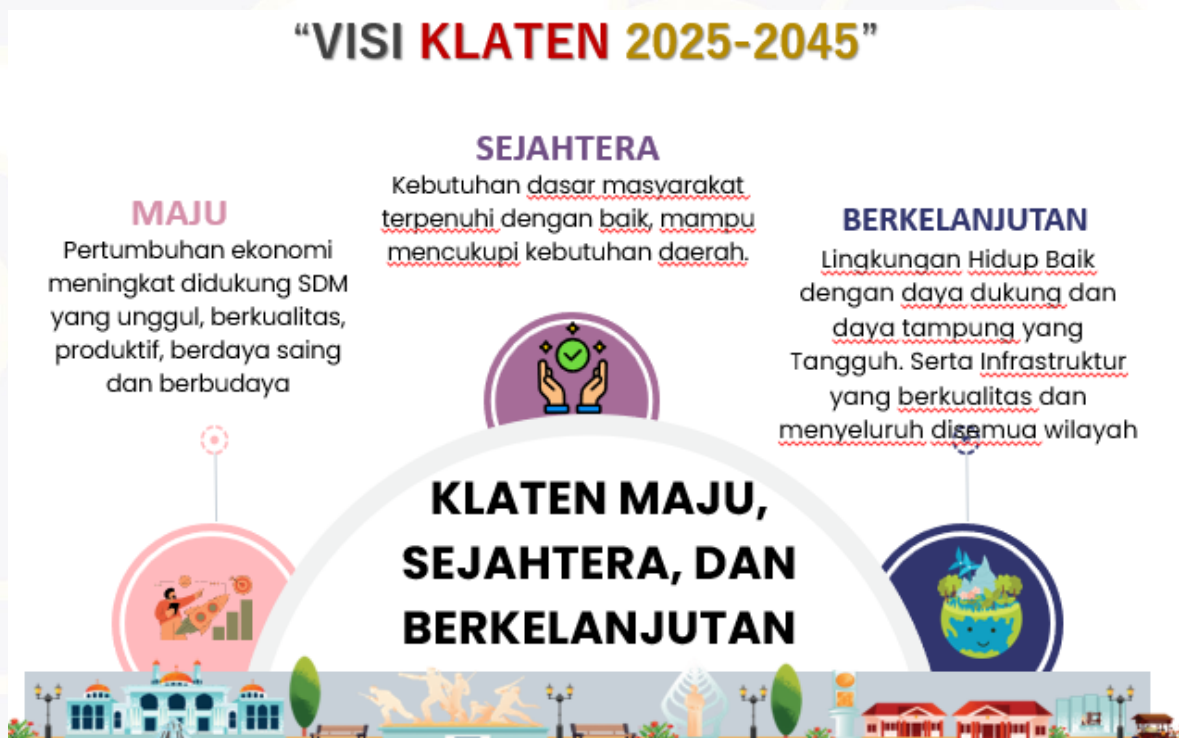 “VISI KLATEN 2025-2045”
SEJAHTERA
Kebutuhan dasar masyarakat
terpenuhi dengan baik, mampu
mencukupi kebutuhan daerah.
MAJU
Pertumbuhan ekonomi
meningkat didukung SDM
yang unggul, berkualitas,
produktif, berdaya saing
dan berbudaya
BERKELANJUTAN
Lingkungan Hidup Baik
dengan daya dukung dan
daya tampung yang
Tangguh. Serta Infrastruktur
yang berkualitas dan
menyeluruh disemua wilayah
KLATEN MAJU,
SEJAHTERA, DAN
BERKELANJUTAN